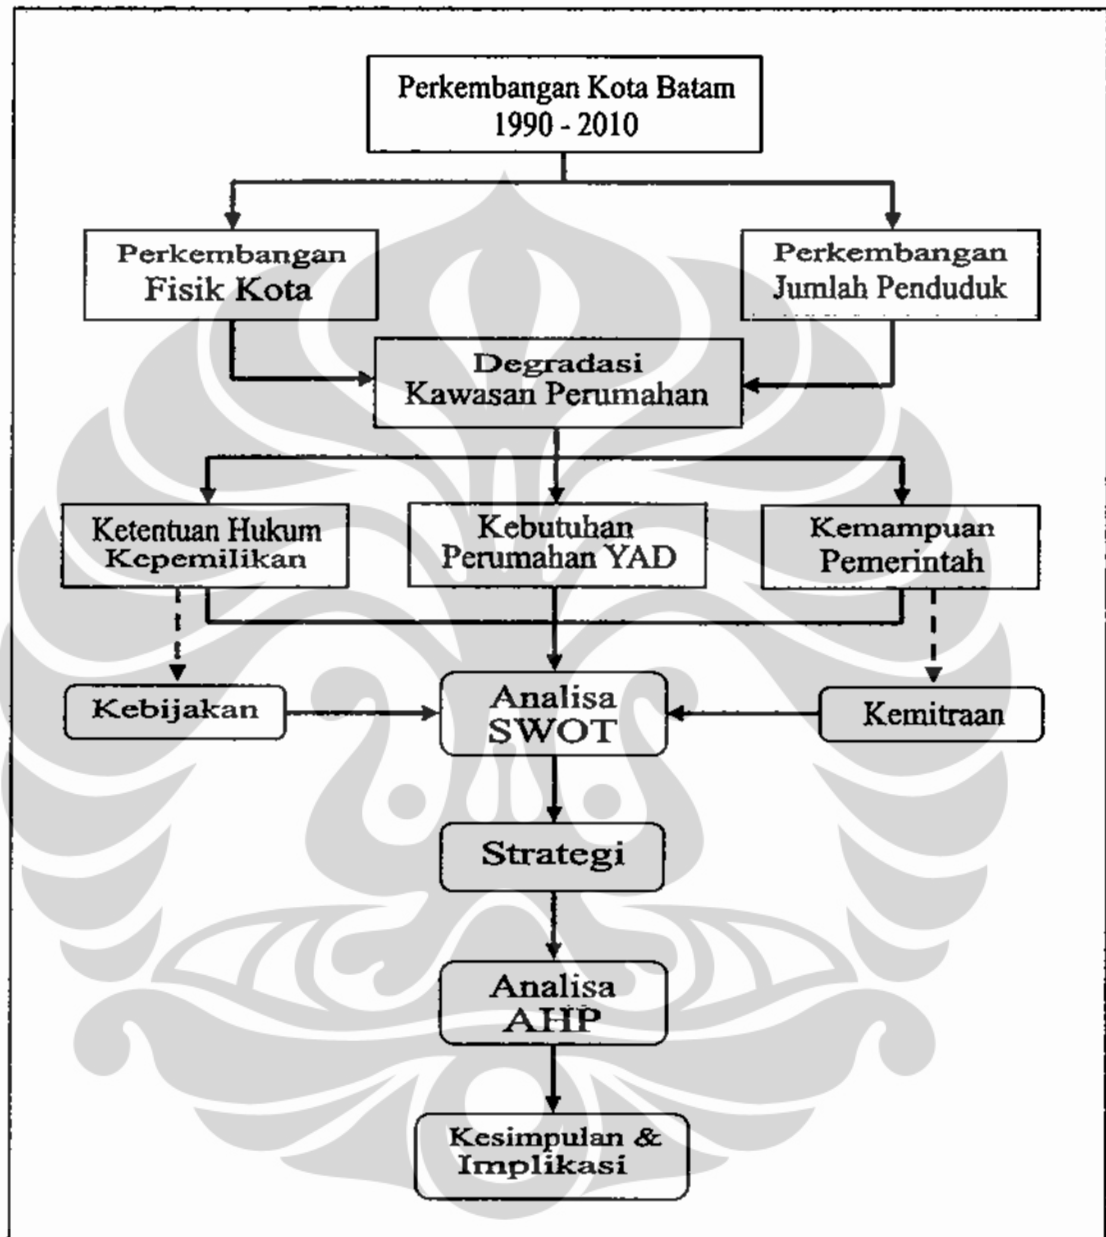 Perkembangan Kota Batam
1990 - 2010
Perkembangan
Fisik Kota
Perkembangan
Jumlah Penduduk
Degradasi
Kawasan Perumahan
Ketentuan Hukum
Kepemilikan
Kebutuhan
Perumahan YAD
Kemampuan
Pemerintah
Kebijakan
Analisa
SWOT
Kemitraan
Strategi
Analisa
AHP
Kesimpulan &
Implikasi